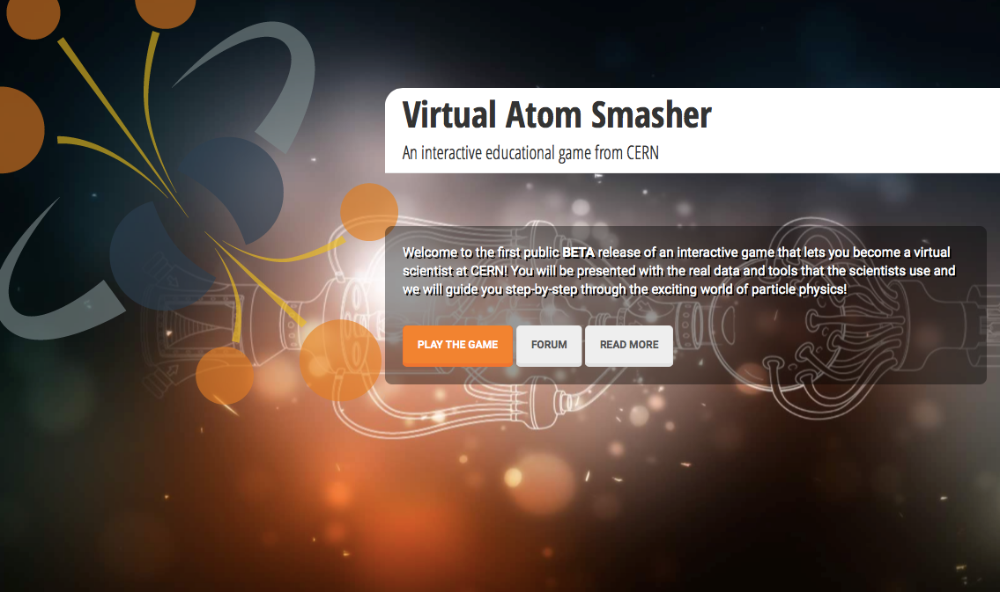 Virtual Atom Smasher
An interactive educational game from CERN
Welcome to the first public BETA release of an interactive game that lets you become a virtual
scientist at CERN! You will be presented with the real data and tools that the scientists use and
we will guide you step-by-step through the exciting world of particle physics!
PLAY THE GAME
FORUM
READ MORE